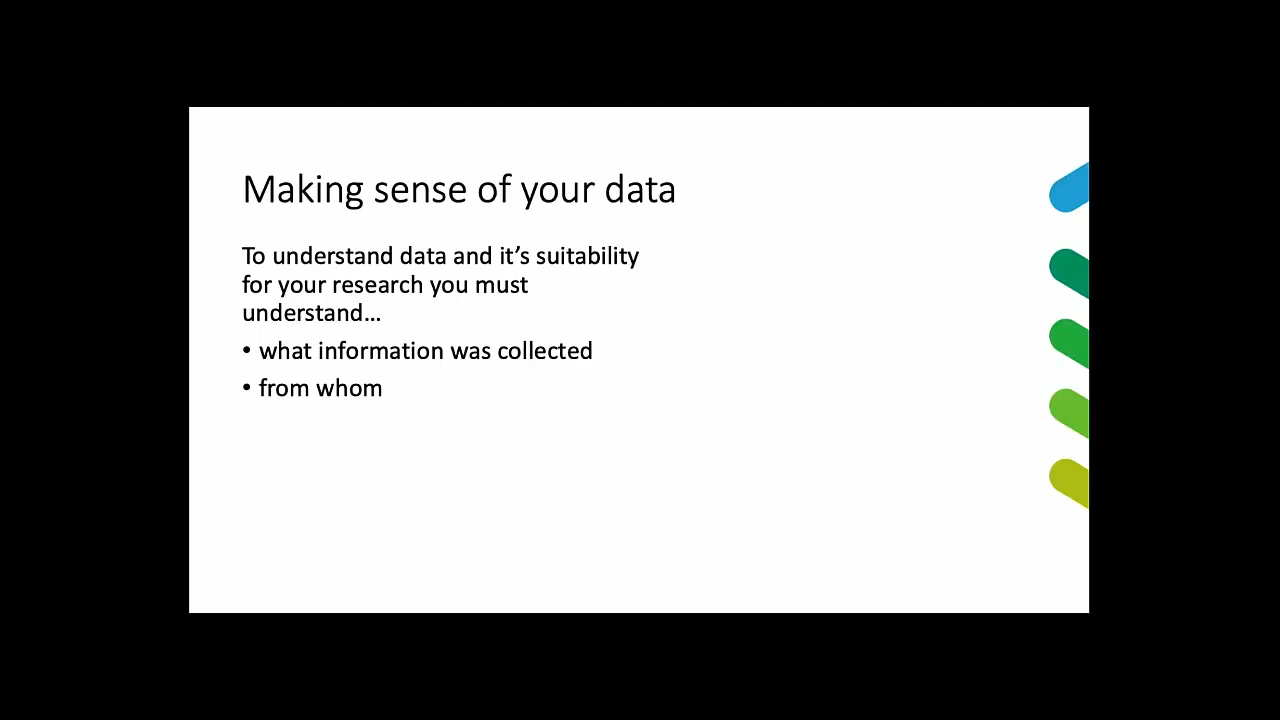 Making sense of your data
To understand data and it’s suitability
for your research you must
understand…
• what information was collected
• from whom